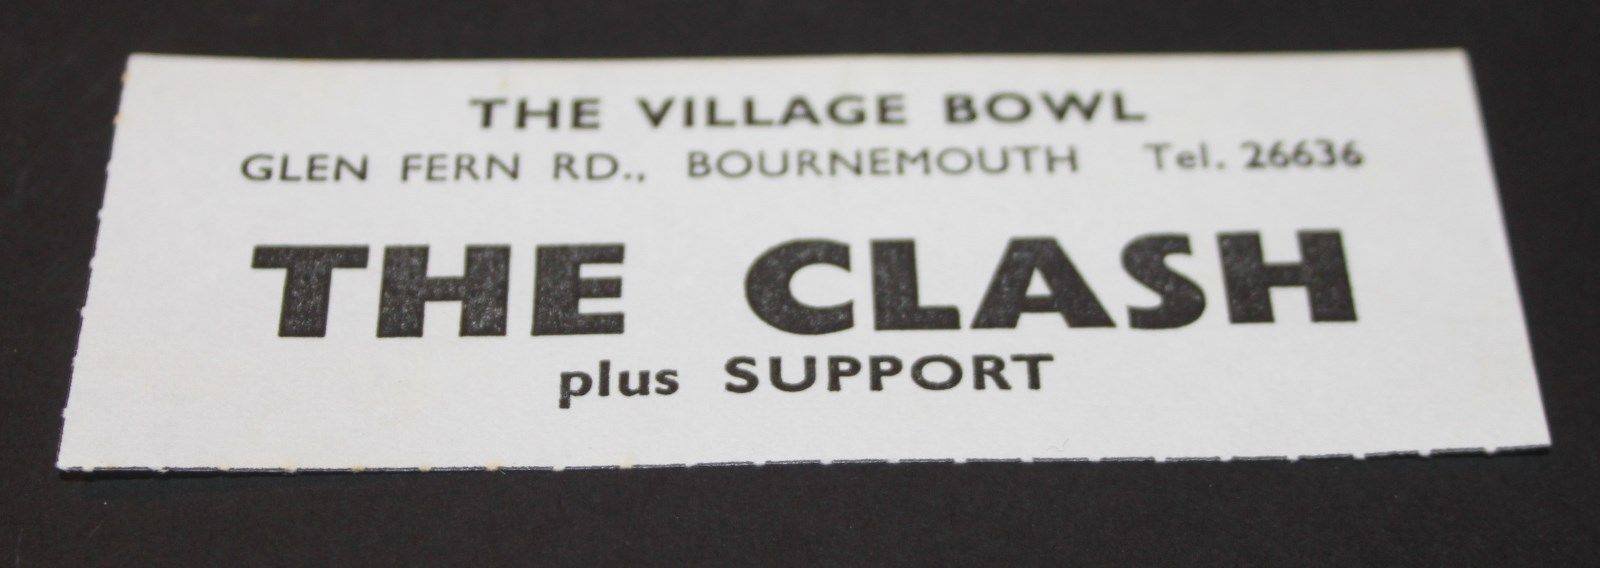 THE VILLAGE BOWL
GLEN FERN RD., BOURNEMOUTH Tel. 26636
THE CLASH
plus SUPPORT